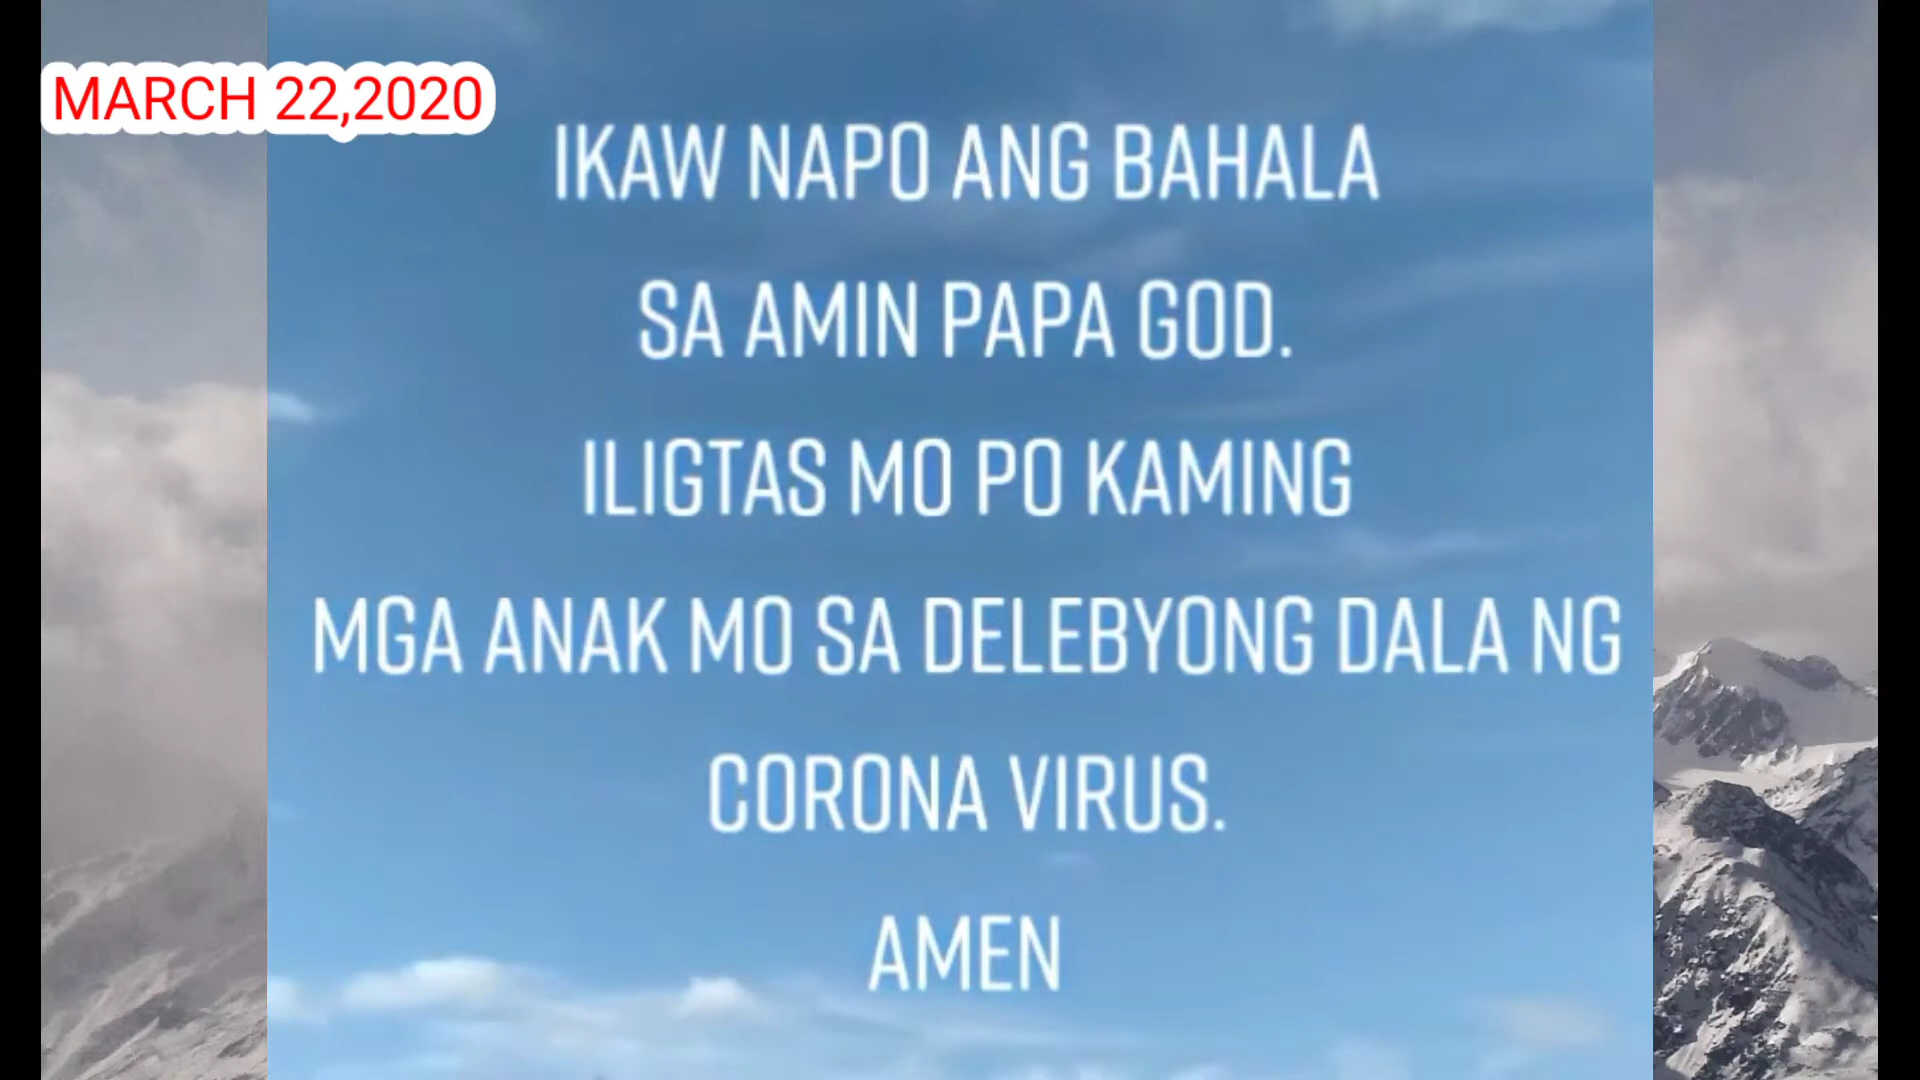 MARCH 22,2020
IKAW NAPO ANG BAHALA
SA AMIN PAPA GOD.
ILIGTAS MO PO KAMING
MGA ANAK MO SA DELEBYONG DALA NG
CORONA VIRUS.
AMEN